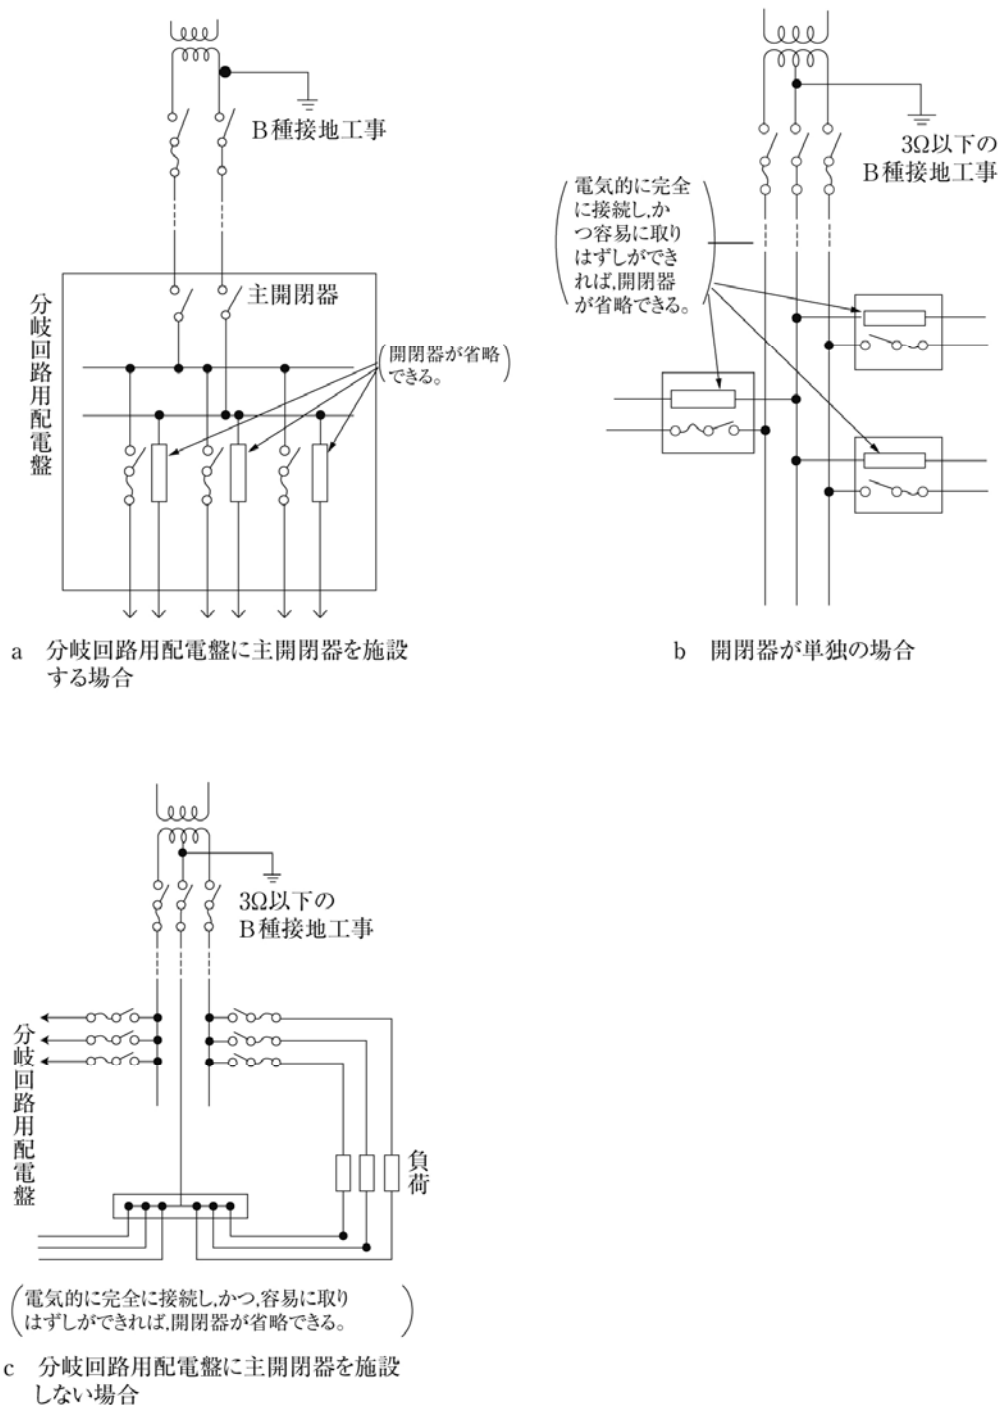 B種接地工事
分岐回路用配電盤
主開閉器
(開閉器が省略
できる。)
a 分岐回路用配電盤に主開閉器を施設
する場合
3Ω以下の
B種接地工事
(電気的に完全
に接続し,か
つ容易に取り
はずしができ
れば,開閉器
が省略できる。)
b 開閉器が単独の場合
3Ω以下の
B種接地工事
分岐回路用配電盤
負荷
(電気的に完全に接続し,かつ,容易に取り
はずしができれば,開閉器が省略できる。)
c 分岐回路用配電盤に主開閉器を施設
しない場合